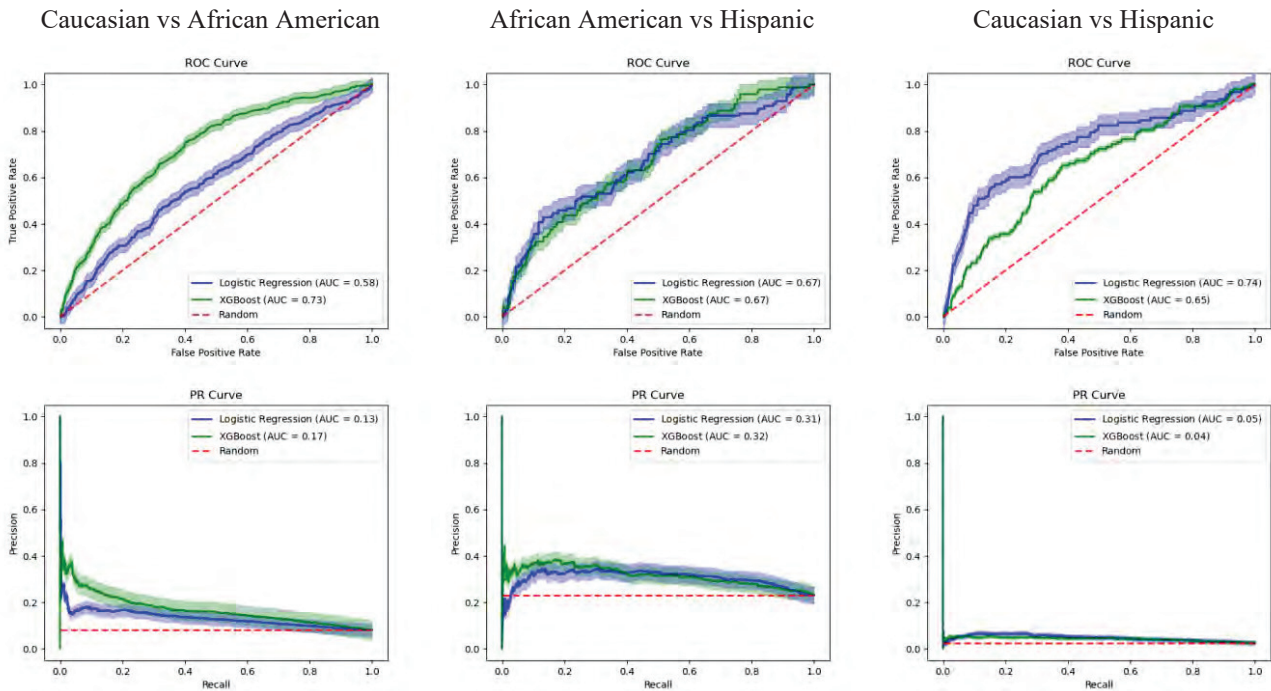 Caucasian vs African American
African American vs Hispanic
Caucasian vs Hispanic
ROC Curve
True Positive Rate
1.0
0.8
0.6
0.4
0.2
0.0
Logistic Regression (AUC = 0.58)
XGBoost (AUC = 0.73)
Random
0.0 0.2 0.4 0.6 0.8 1.0
False Positive Rate
ROC Curve
True Positive Rate
1.0
0.8
0.6
0.4
0.2
0.0
Logistic Regression (AUC = 0.67)
XGBoost (AUC = 0.67)
Random
0.0 0.2 0.4 0.6 0.8 1.0
False Positive Rate
ROC Curve
True Positive Rate
1.0
0.8
0.6
0.4
0.2
0.0
Logistic Regression (AUC = 0.74)
XGBoost (AUC = 0.65)
Random
0.0 0.2 0.4 0.6 0.8 1.0
False Positive Rate
PR Curve
Precision
1.0
0.8
0.6
0.4
0.2
0.0
Logistic Regression (AUC = 0.13)
XGBoost (AUC = 0.17)
Random
0.0 0.2 0.4 0.6 0.8 1.0
Recall
PR Curve
Precision
1.0
0.8
0.6
0.4
0.2
0.0
Logistic Regression (AUC = 0.31)
XGBoost (AUC = 0.32)
Random
0.0 0.2 0.4 0.6 0.8 1.0
Recall
PR Curve
Precision
1.0
0.8
0.6
0.4
0.2
0.0
Logistic Regression (AUC = 0.05)
XGBoost (AUC = 0.04)
Random
0.0 0.2 0.4 0.6 0.8 1.0
Recall